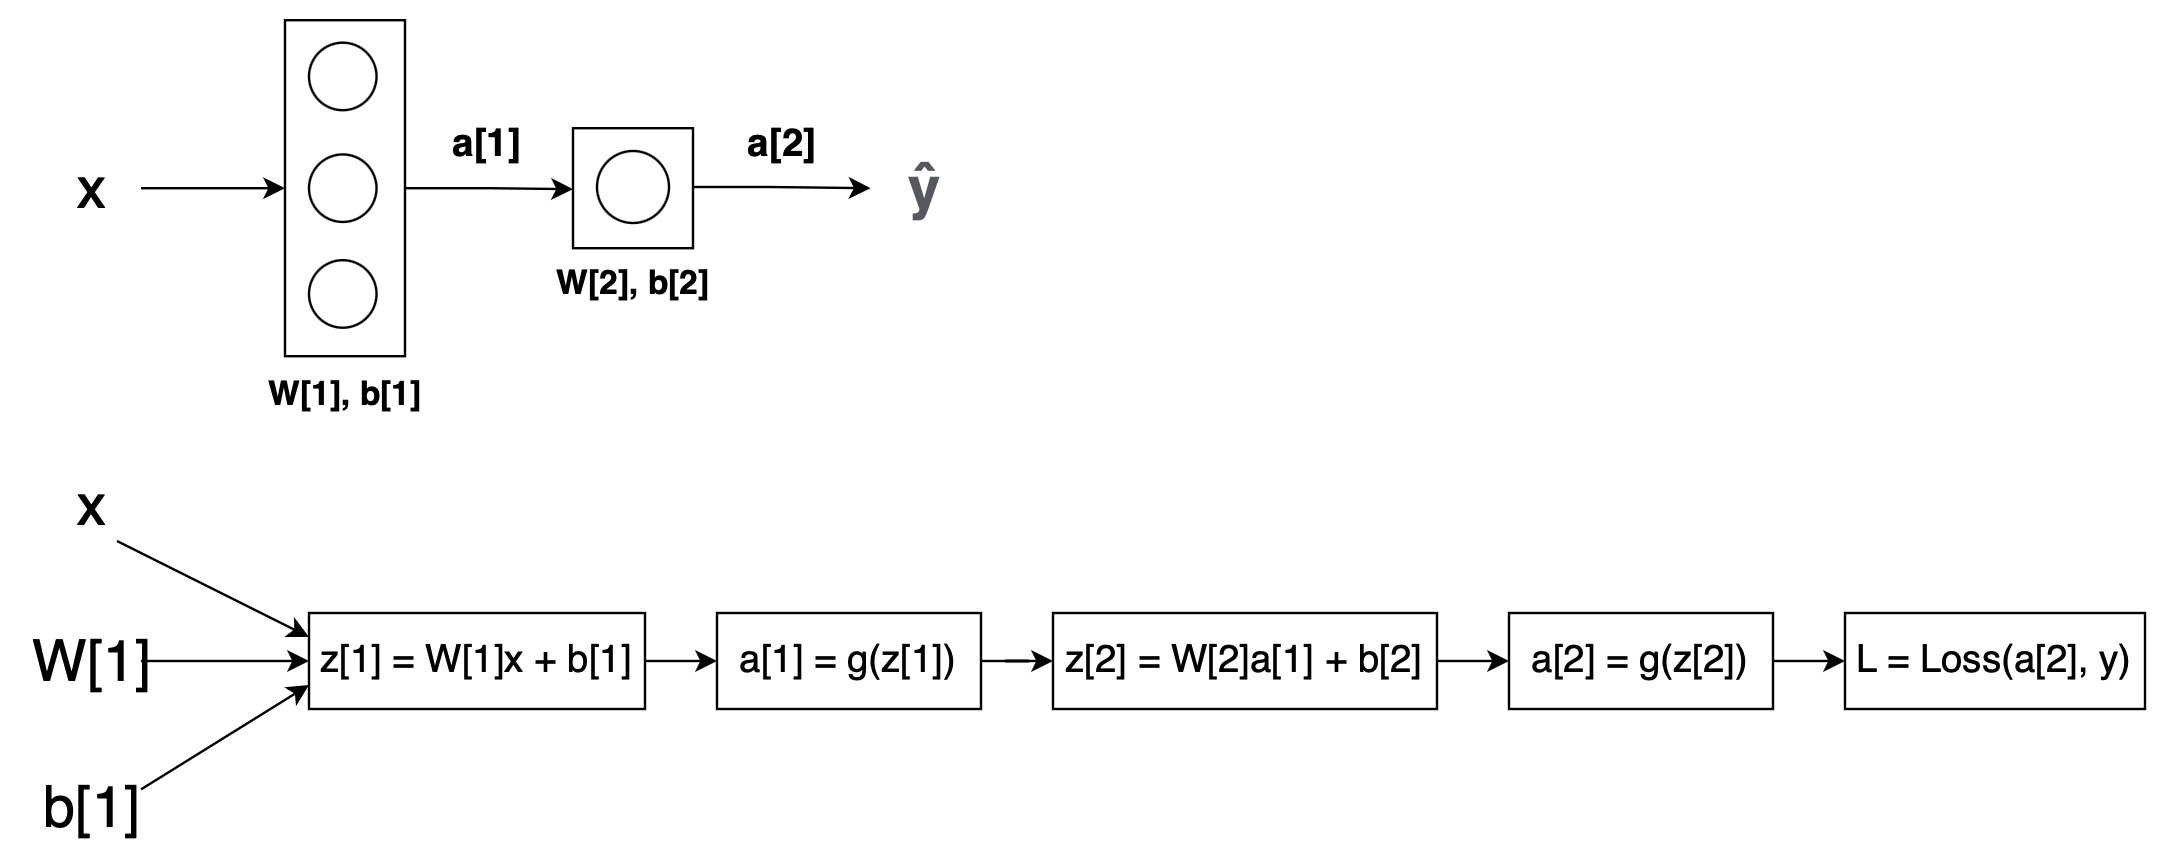 a[1]
a[2]
x
ŷ
W[2], b[2]
W[1], b[1]
x
W[1]
z[1] = W[1]x + b[1]
a[1] = g(z[1])
z[2] = W[2]a[1] + b[2]
a[2] = g(z[2])
L = Loss(a[2], y)
b[1]